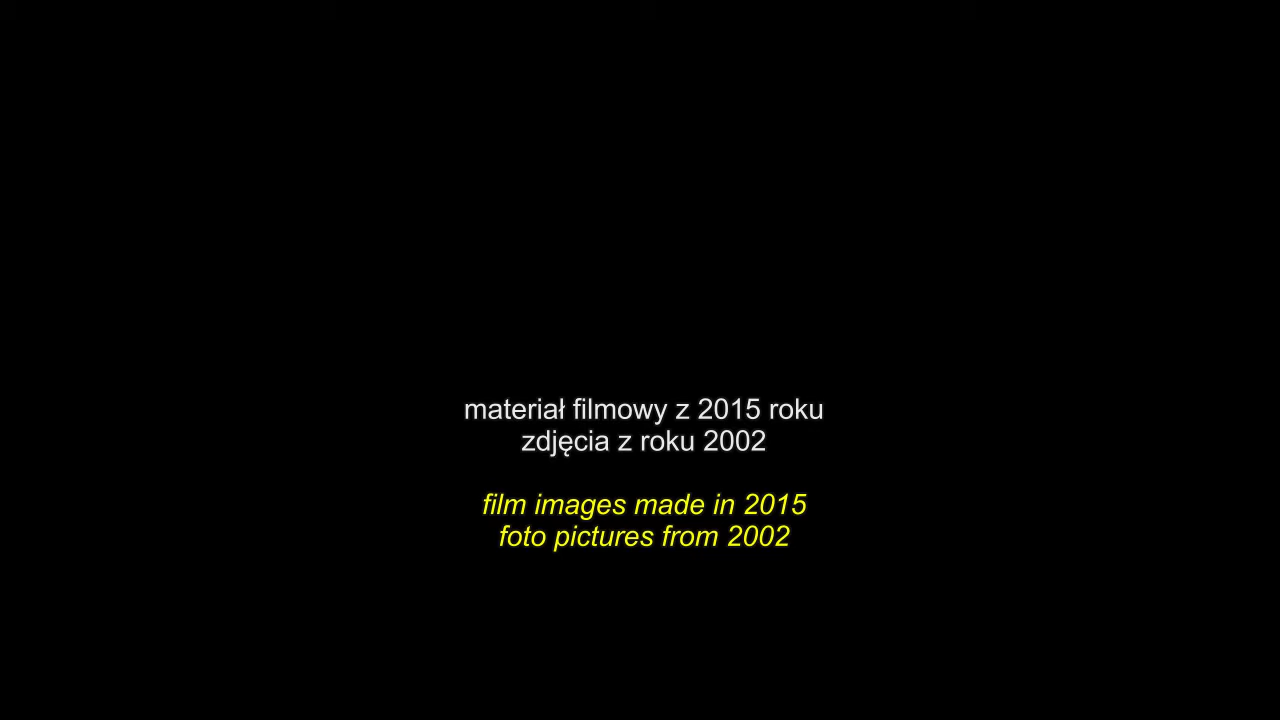 materiał filmowy z 2015 roku
zdjęcia z roku 2002
film images made in 2015
foto pictures from 2002